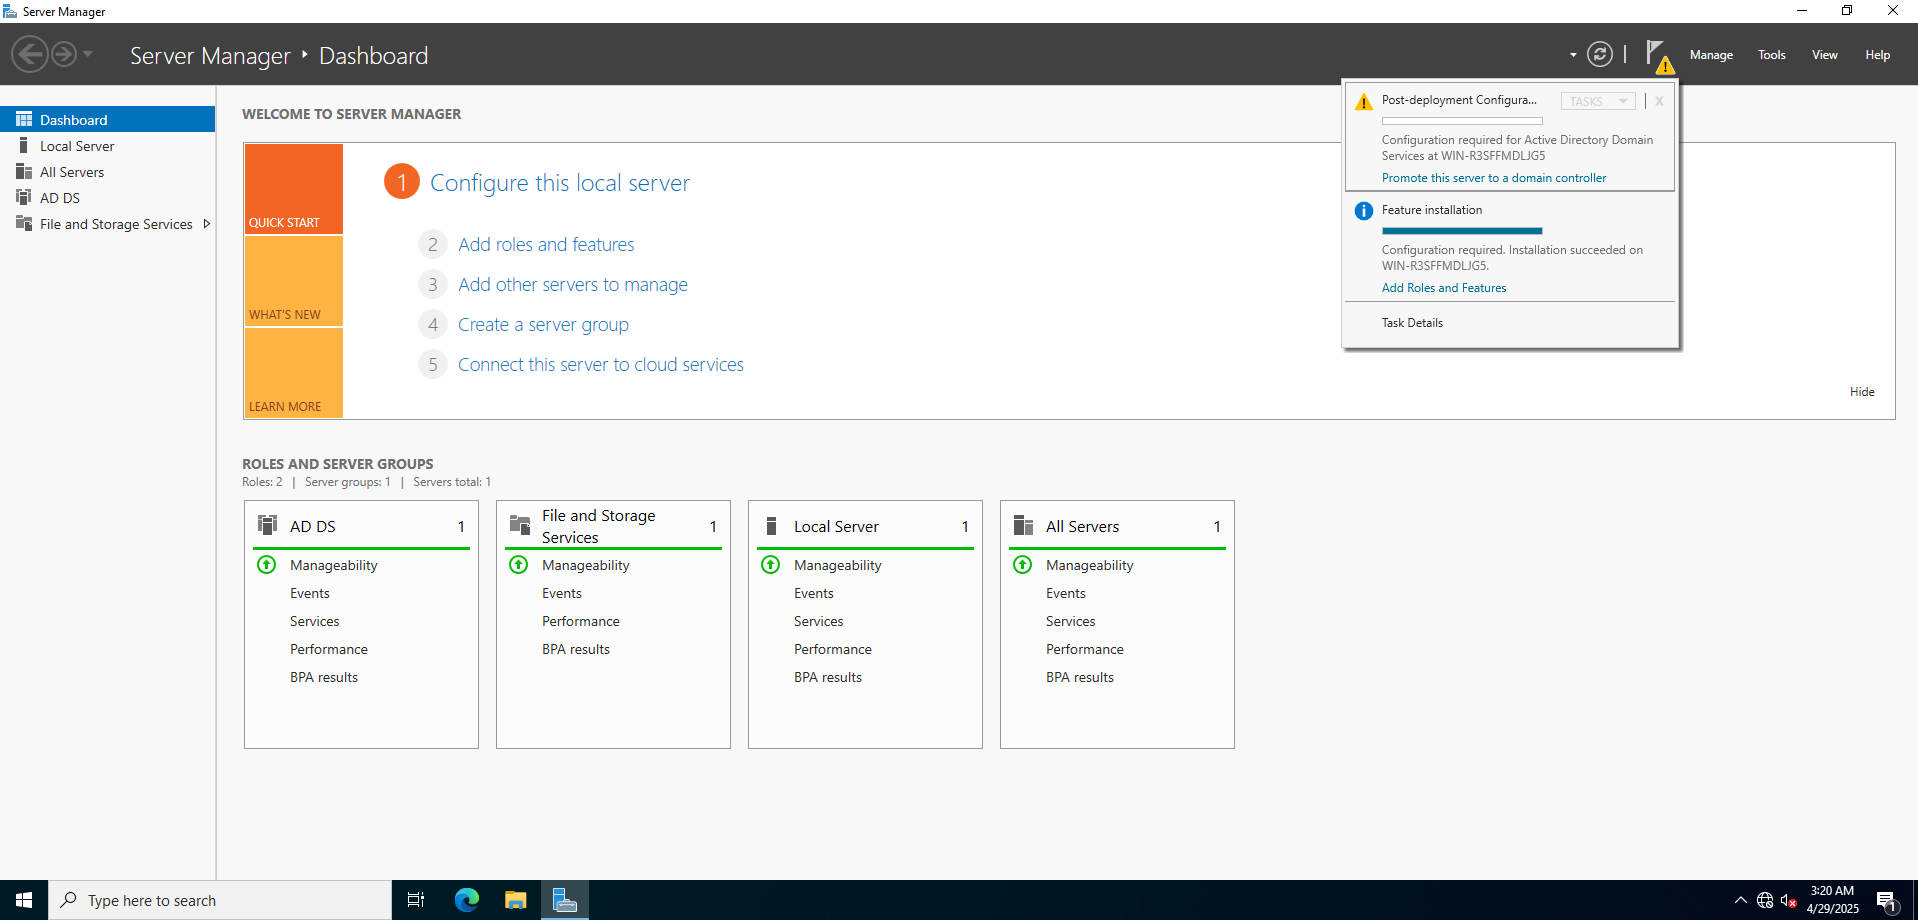 Server Manager
Server Manager ‣ Dashboard
Manage Tools View Help
Dashboard
Local Server
All Servers
AD DS
File and Storage Services
WELCOME TO SERVER MANAGER
QUICK START
WHAT'S NEW
LEARN MORE
1 Configure this local server
2 Add roles and features
3 Add other servers to manage
4 Create a server group
5 Connect this server to cloud services
Hide
Post-deployment Configura... TASKS X
Configuration required for Active Directory Domain
Services at WIN-R3SFFMDLJG5
Promote this server to a domain controller
Feature installation
Configuration required. Installation succeeded on
WIN-R3SFFMDLJG5.
Add Roles and Features
Task Details
ROLES AND SERVER GROUPS
Roles: 2 | Server groups: 1 | Servers total: 1
AD DS 1
Manageability
Events
Services
Performance
BPA results
File and Storage
Services 1
Manageability
Events
Performance
BPA results
Local Server 1
Manageability
Events
Services
Performance
BPA results
All Servers 1
Manageability
Events
Services
Performance
BPA results
Type here to search
3:20 AM
4/29/2025
1